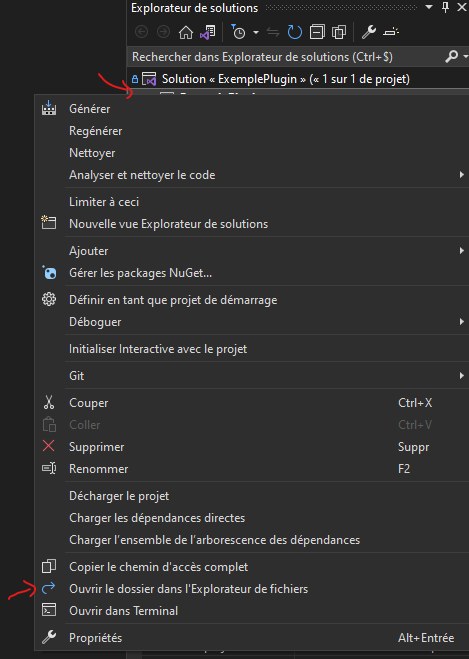 Explorateur de solutions
Rechercher dans Explorateur de solutions (Ctrl+$)
Solution « ExemplePlugin » (« 1 sur 1 de projet)
Générer
Regénérer
Nettoyer
Analyser et nettoyer le code
Limiter à ceci
Nouvelle vue Explorateur de solutions
Ajouter
Gérer les packages NuGet...
Définir en tant que projet de démarrage
Déboguer
Initialiser Interactive avec le projet
Git
Couper Ctrl+X
Coller Ctrl+V
Supprimer Suppr
Renommer F2
Décharger le projet
Charger les dépendances directes
Charger l'ensemble de l'arborescence des dépendances
Copier le chemin d'accès complet
Ouvrir le dossier dans l'Explorateur de fichiers
Ouvrir dans Terminal
Propriétés Alt+Entrée